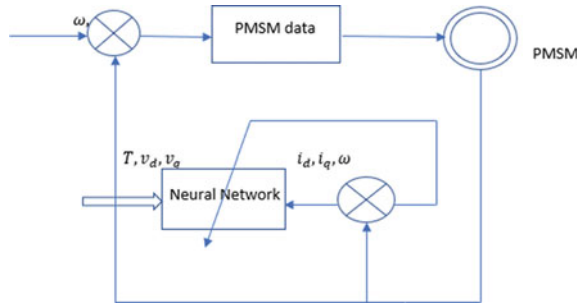 ω,
PMSM data
PMSM
T, v_d, v_q
i_d, i_q, ω
Neural Network